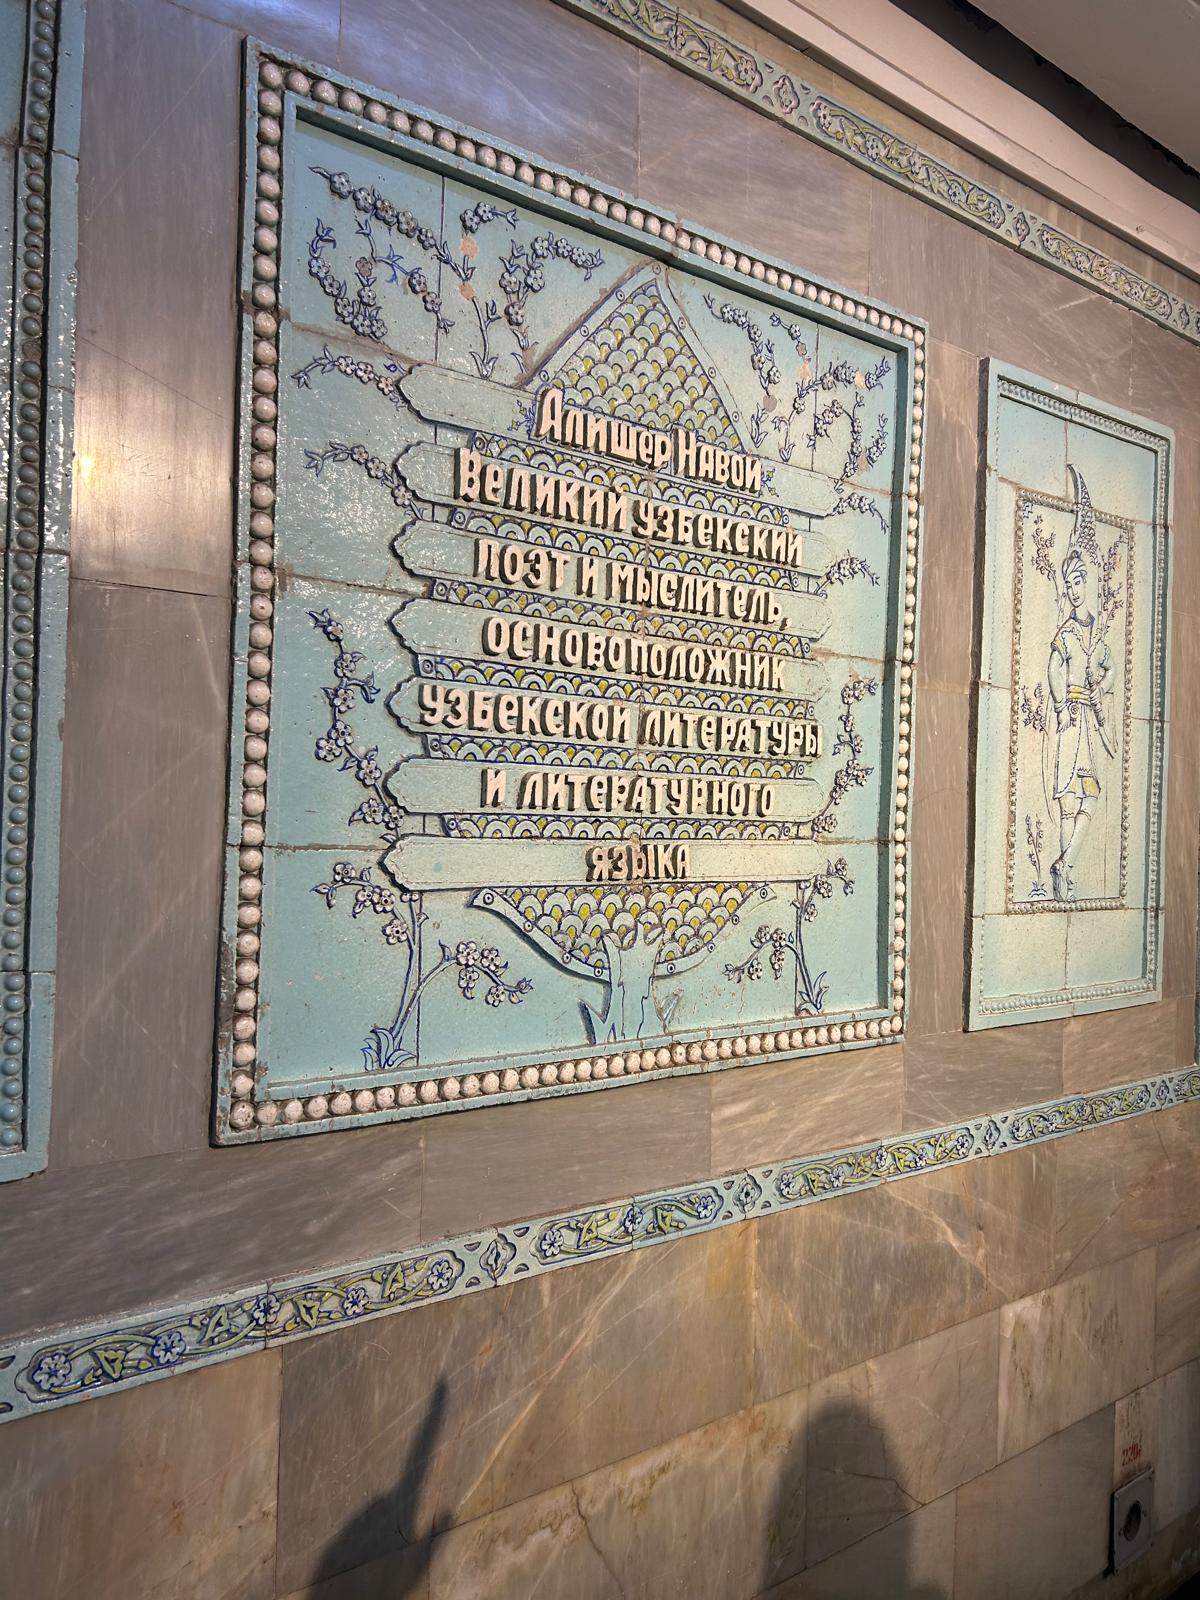 Алишер Навои
Великий узбекский
поэт и мыслитель,
основоположник
узбекской литературы
и литературного
языка